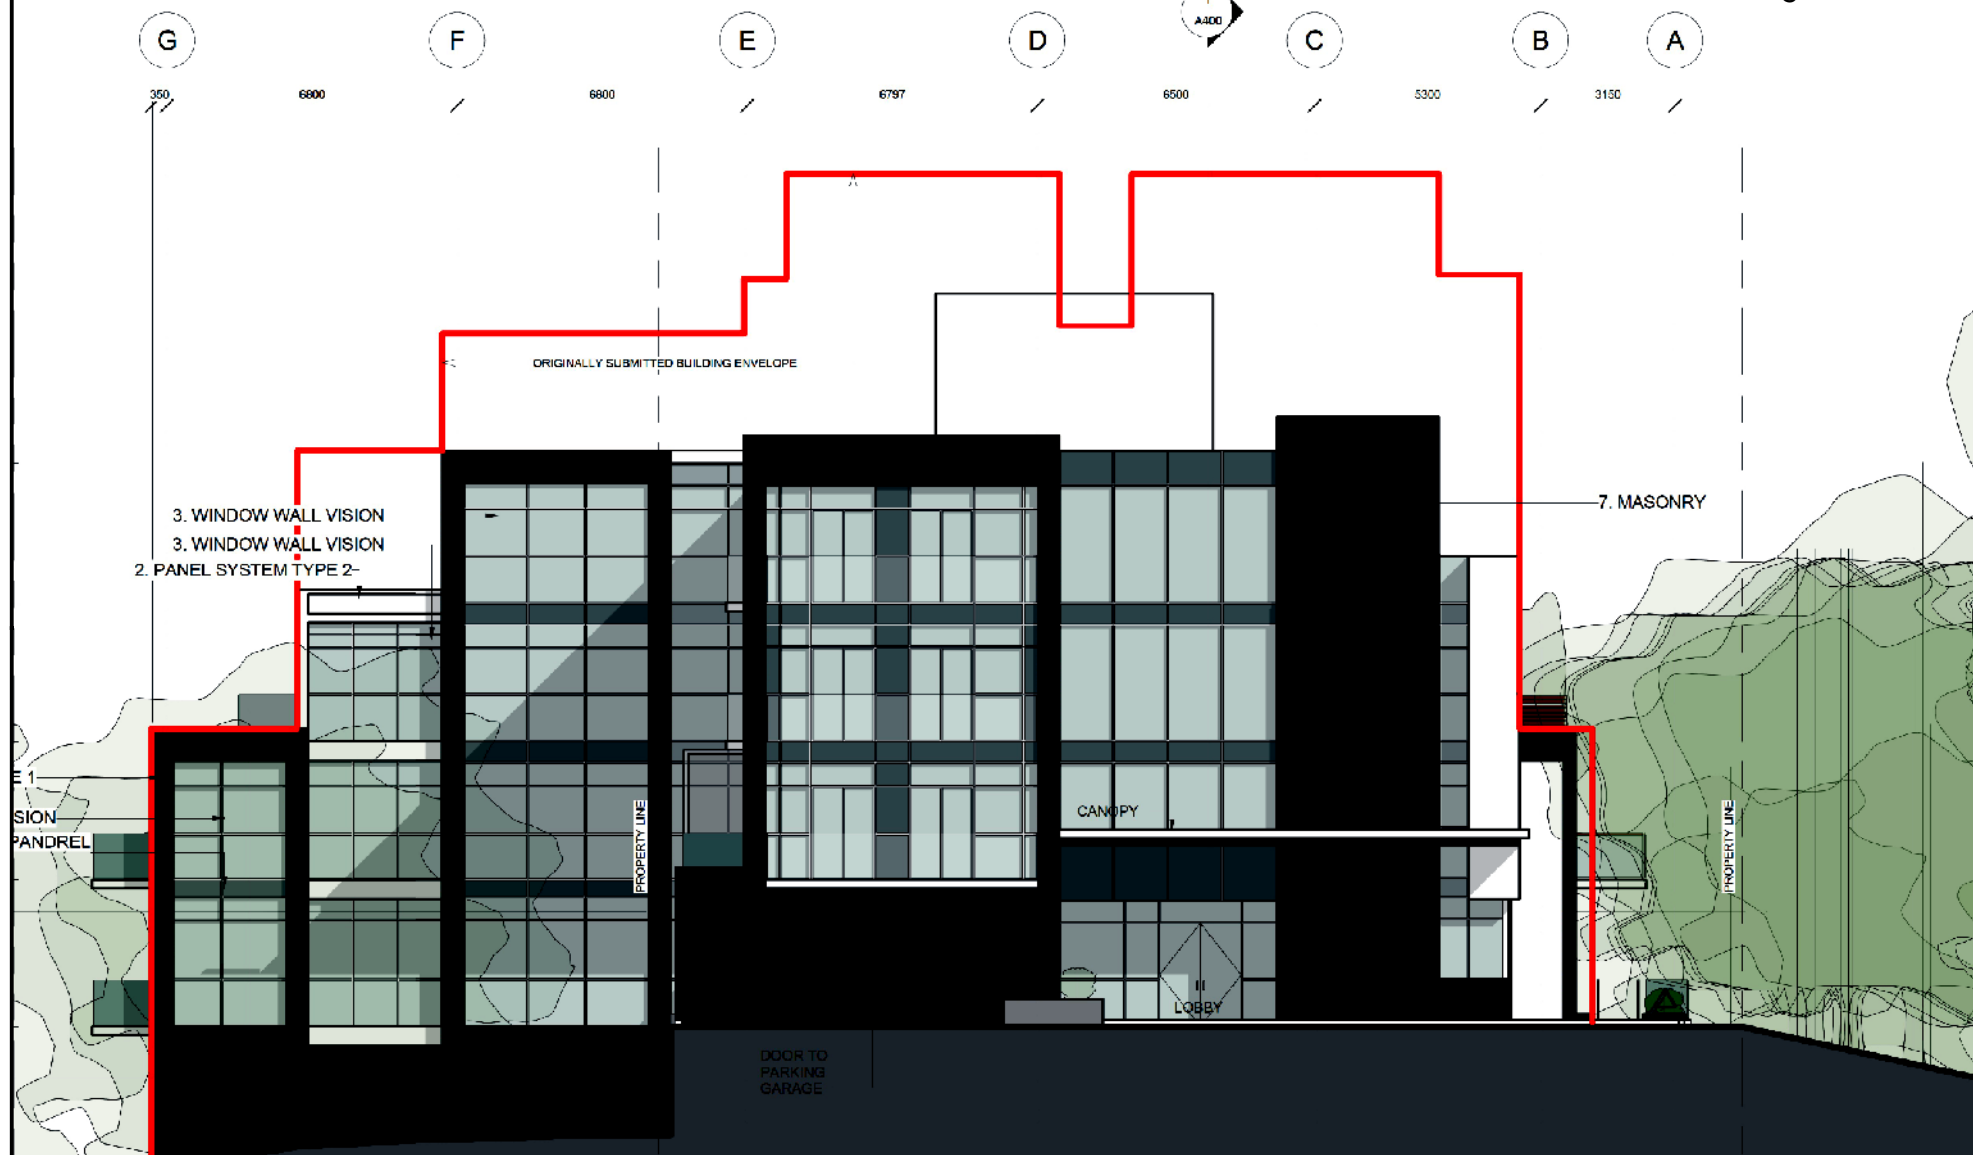 A400
G
F
E
D
C
B
A
350
6800
6800
6797
6500
5300
3150
ORIGINALLY SUBMITTED BUILDING ENVELOPE
3. WINDOW WALL VISION
3. WINDOW WALL VISION
2. PANEL SYSTEM TYPE 2
7. MASONRY
E 1
SION
PANDREL
PROPERTY LINE
CANOPY
PROPERTY LINE
LOBBY
DOOR TO
PARKING
GARAGE